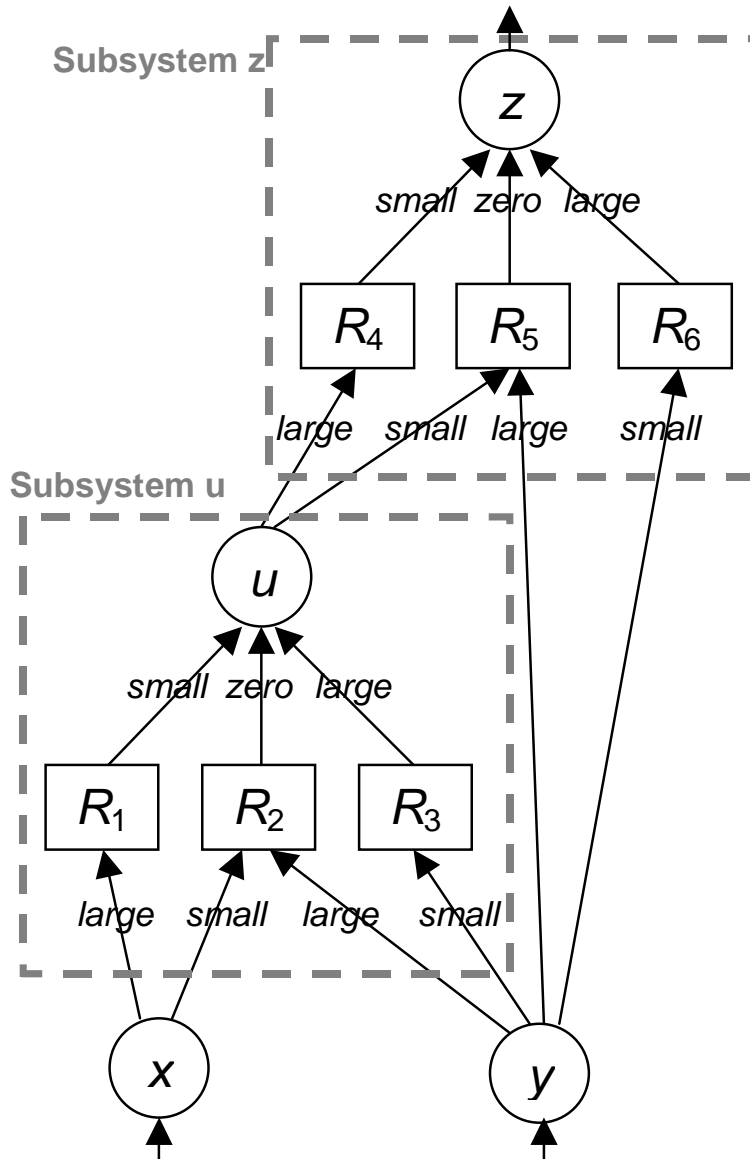 Subsystem z
z
small zero large
R4 R5 R6
large small large small
Subsystem u
u
small zero large
R1 R2 R3
large small large small
x y